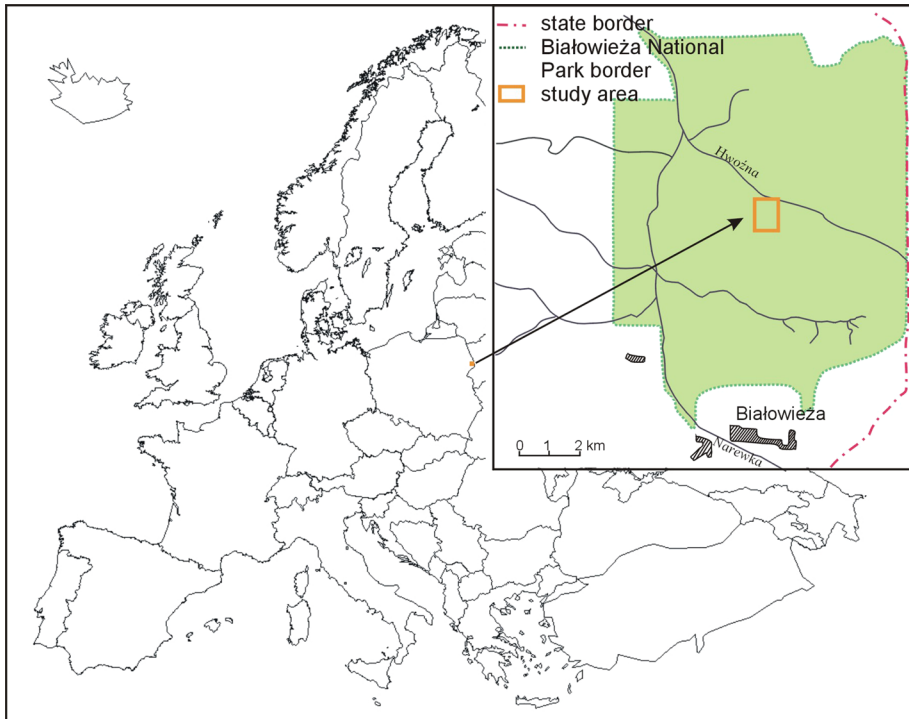 state border
Białowieża National
Park border
study area
Hwoźna
Białowieża
Narewka
0 1 2 km